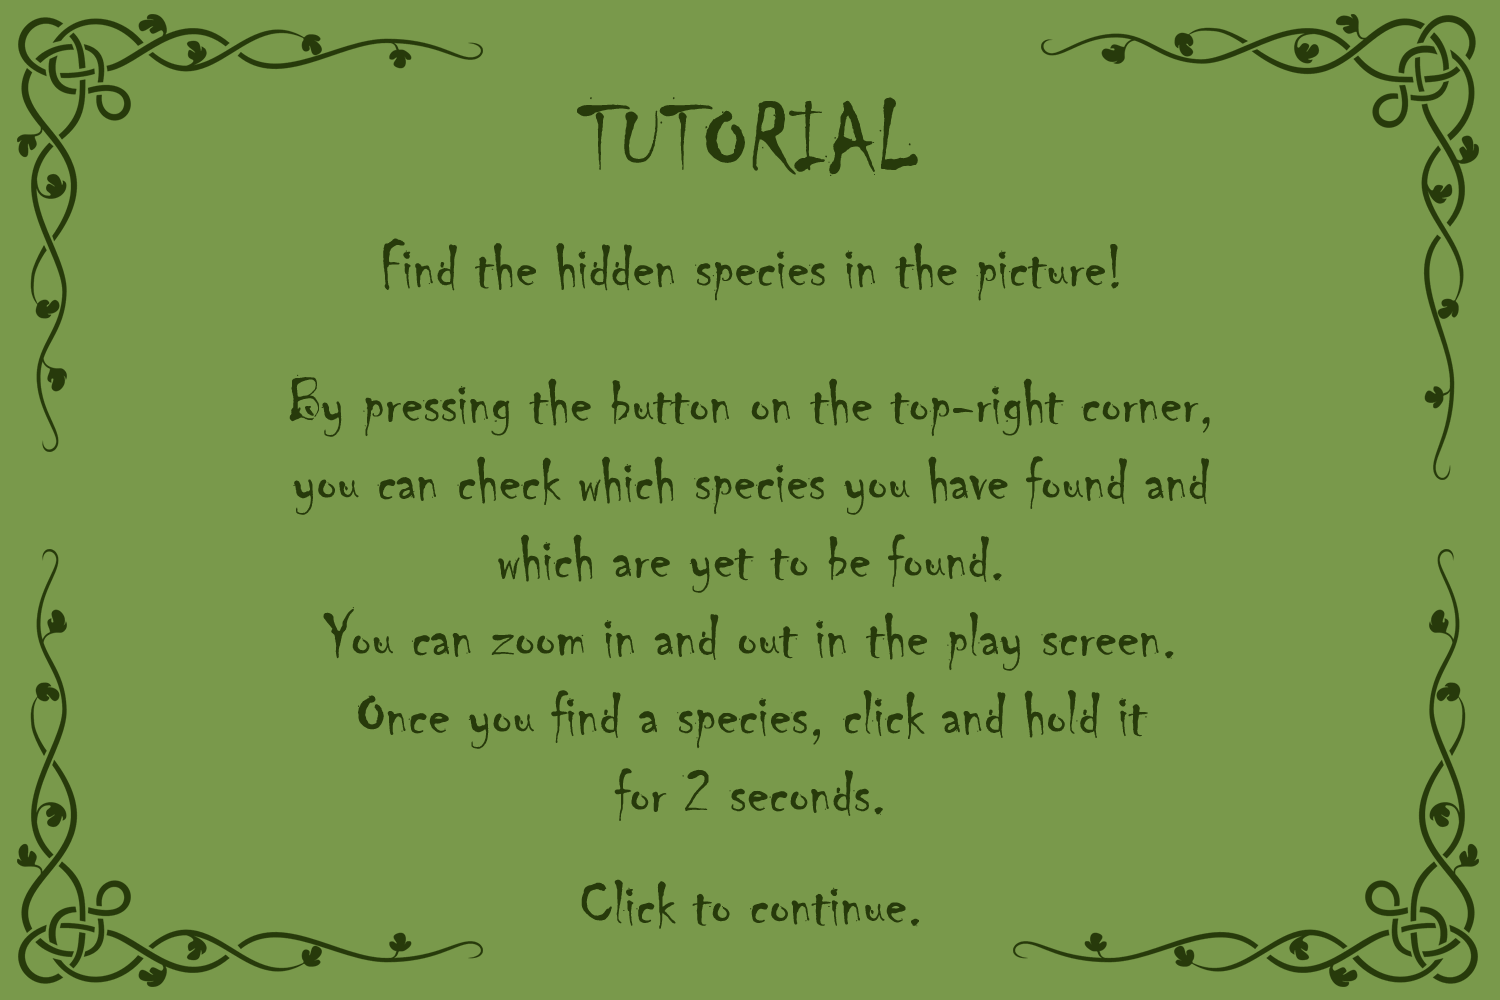 TUTORIAL
Find the hidden species in the picture!
By pressing the button on the top-right corner,
you can check which species you have found and
which are yet to be found.
You can zoom in and out in the play screen.
Once you find a species, click and hold it
for 2 seconds.
Click to continue.